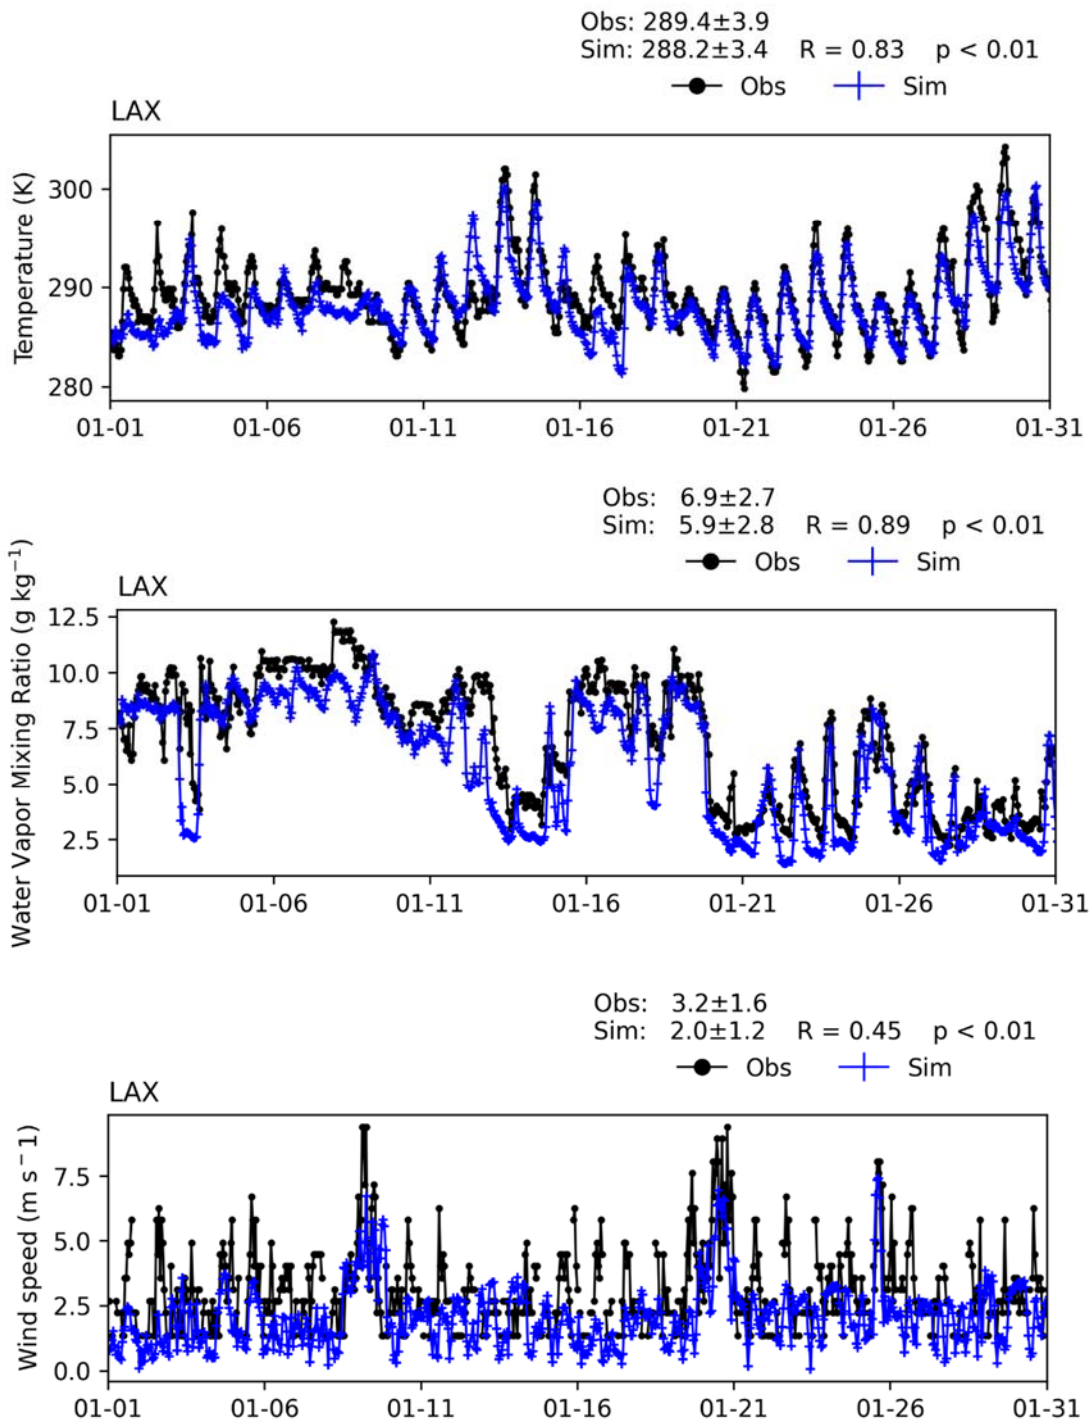 Obs: 289.4±3.9
Sim: 288.2±3.4 R = 0.83 p < 0.01
Obs Sim
LAX
Temperature (K)
300
290
280
01-01 01-06 01-11 01-16 01-21 01-26 01-31
Obs: 6.9±2.7
Sim: 5.9±2.8 R = 0.89 p < 0.01
Obs Sim
LAX
Water Vapor Mixing Ratio (g kg⁻¹)
12.5
10.0
7.5
5.0
2.5
01-01 01-06 01-11 01-16 01-21 01-26 01-31
Obs: 3.2±1.6
Sim: 2.0±1.2 R = 0.45 p < 0.01
Obs Sim
LAX
Wind speed (m s−1)
7.5
5.0
2.5
0.0
01-01 01-06 01-11 01-16 01-21 01-26 01-31